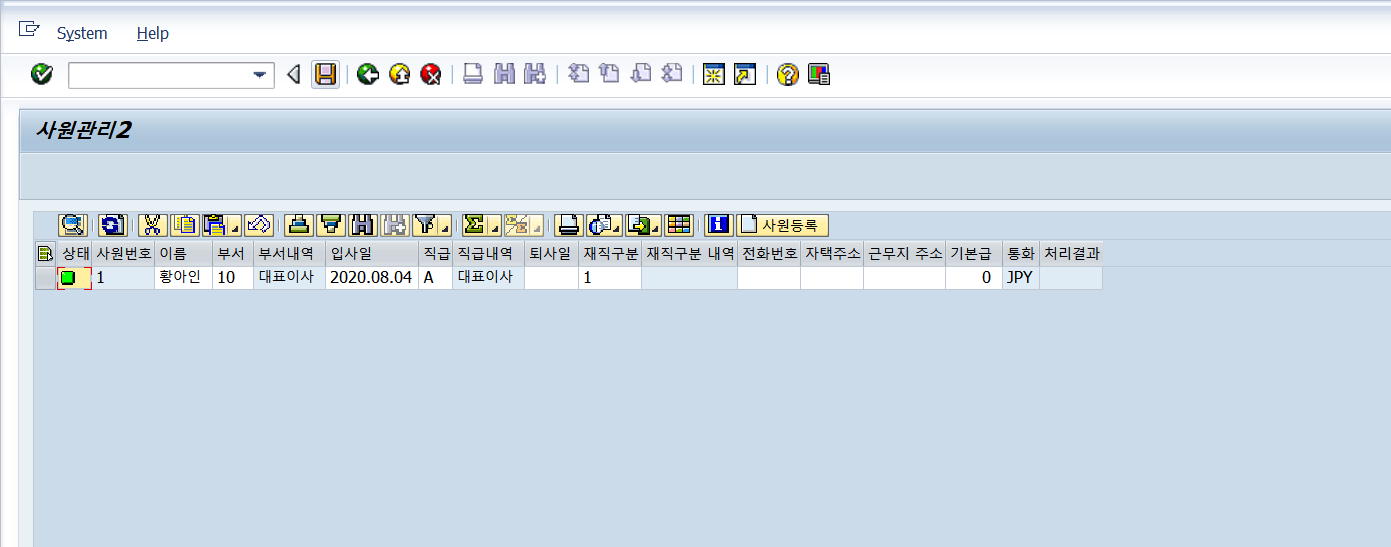 System Help
사원관리2
사원등록
상태 사원번호 이름 부서 부서내역 입사일 직급 직급내역 퇴사일 재직구분 재직구분 내역 전화번호 자택주소 근무지 주소 기본급 통화 처리결과
1 황아인 10 대표이사 2020.08.04 A 대표이사 1 0 JPY